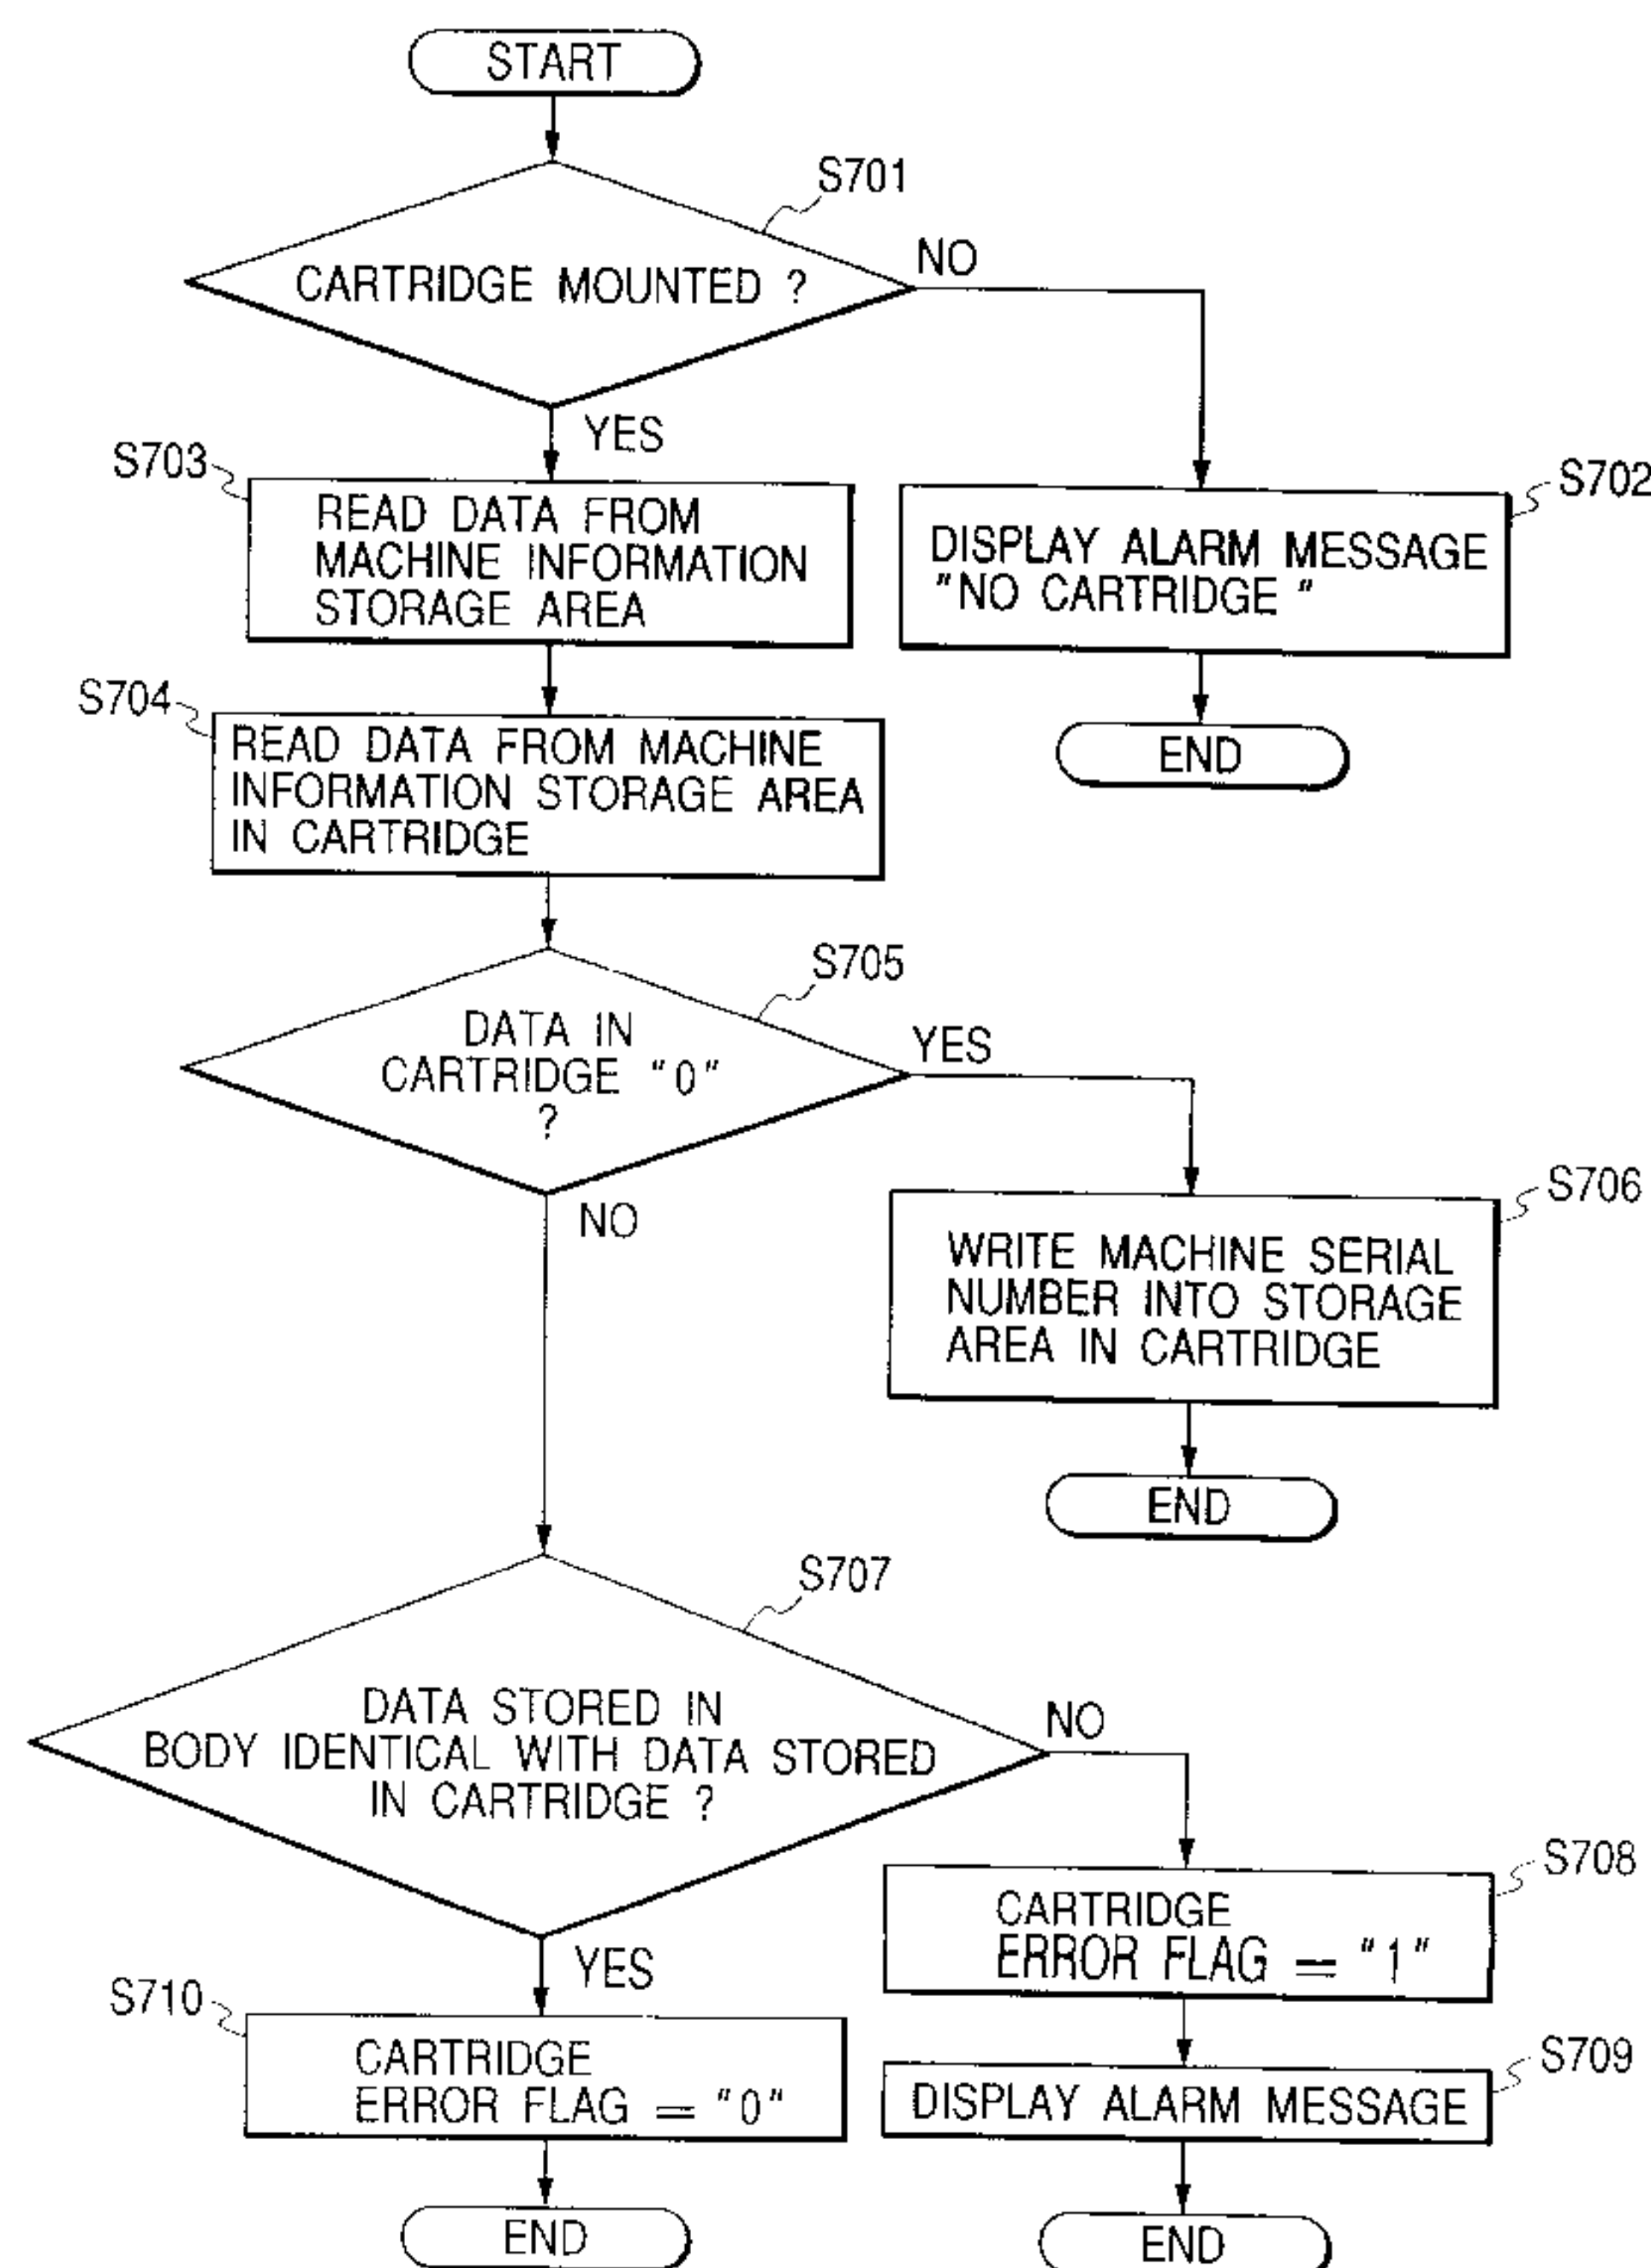 START
S701
CARTRIDGE MOUNTED ?
NO
YES
S703
READ DATA FROM
MACHINE INFORMATION
STORAGE AREA
S702
DISPLAY ALARM MESSAGE
"NO CARTRIDGE"
END
S704
READ DATA FROM MACHINE
INFORMATION STORAGE AREA
IN CARTRIDGE
S705
DATA IN
CARTRIDGE "0"
?
YES
NO
S706
WRITE MACHINE SERIAL
NUMBER INTO STORAGE
AREA IN CARTRIDGE
END
S707
DATA STORED IN
BODY IDENTICAL WITH DATA STORED
IN CARTRIDGE ?
NO
YES
S708
CARTRIDGE
ERROR FLAG = "1"
S710
CARTRIDGE
ERROR FLAG = "0"
S709
DISPLAY ALARM MESSAGE
END
END